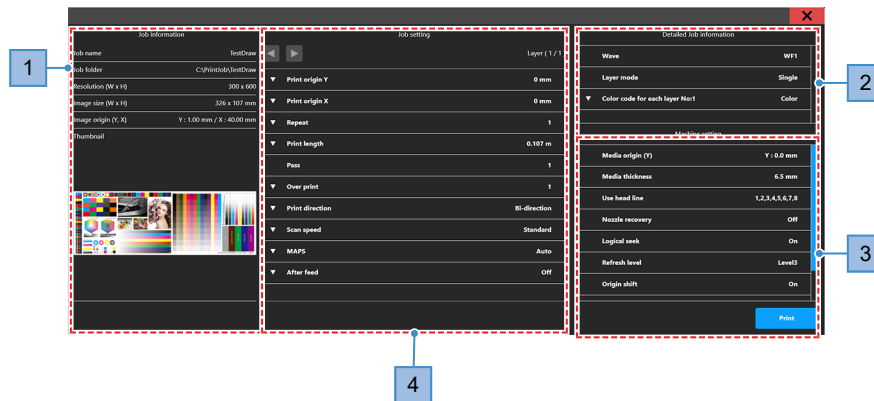 Job information
Job name TestDraw
Job folder C:\PrintJob\TestDraw
Resolution (W x H) 300 x 600
Image size (W x H) 326 x 107 mm
Image origin (Y, X) Y : 1.00 mm / X : 40.00 mm
Thumbnail
Job setting
Layer ( 1 / 1
Print origin Y 0 mm
Print origin X 0 mm
Repeat 1
Print length 0.107 m
Pass 1
Over print 1
Print direction Bi-direction
Scan speed Standard
MAPS Auto
After feed Off
Detailed Job information
Wave WF1
Layer mode Single
Color code for each layer No:1 Color
Machine setting
Media origin (Y) Y : 0.0 mm
Media thickness 6.5 mm
Use head line 1,2,3,4,5,6,7,8
Nozzle recovery Off
Logical seek On
Refresh level Level3
Origin shift On
Print
1
2
3
4